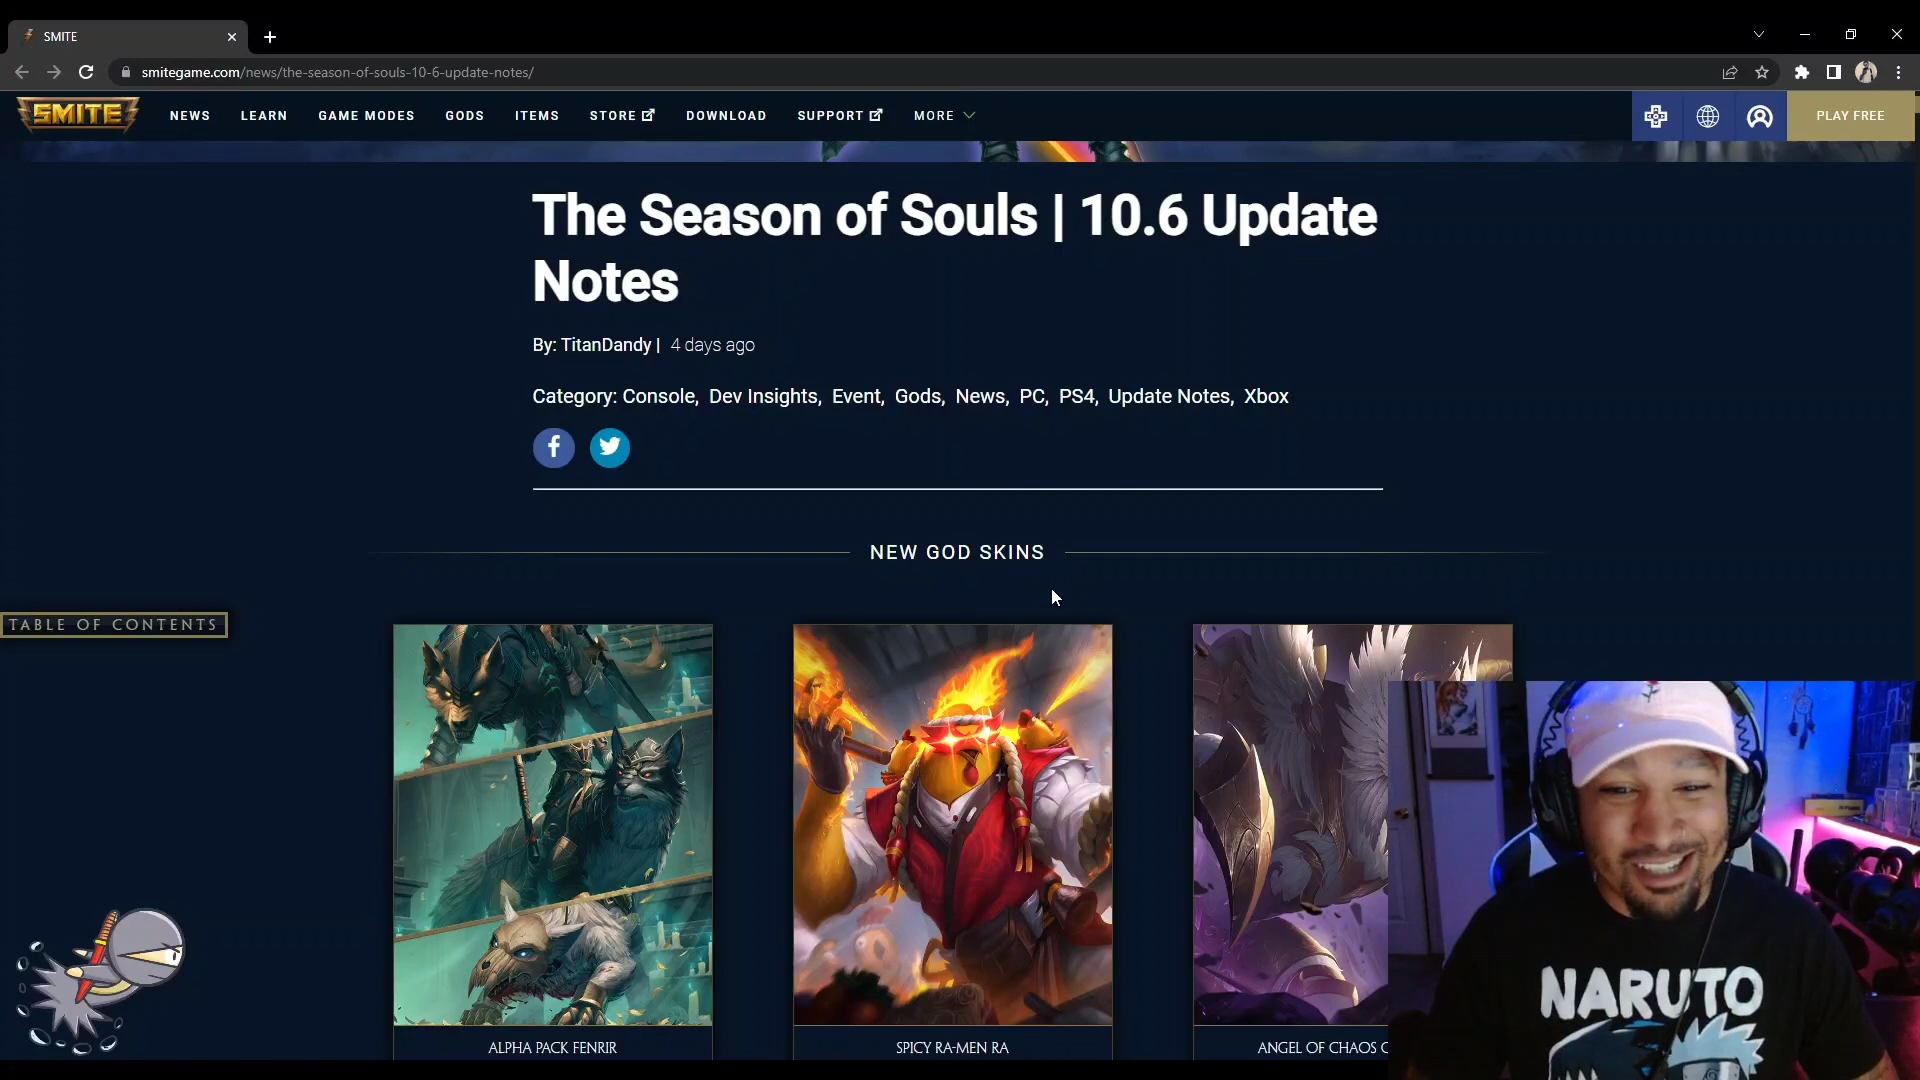 SMITE
smitegame.com/news/the-season-of-souls-10-6-update-notes/
SMITE
NEWS LEARN GAME MODES GODS ITEMS STORE DOWNLOAD SUPPORT MORE PLAY FREE
The Season of Souls | 10.6 Update
Notes
By: TitanDandy | 4 days ago
Category: Console, Dev Insights, Event, Gods, News, PC, PS4, Update Notes, Xbox
NEW GOD SKINS
TABLE OF CONTENTS
ALPHA PACK FENRIR
SPICY RA-MEN RA
ANGEL OF CHAOS C
NARUTO